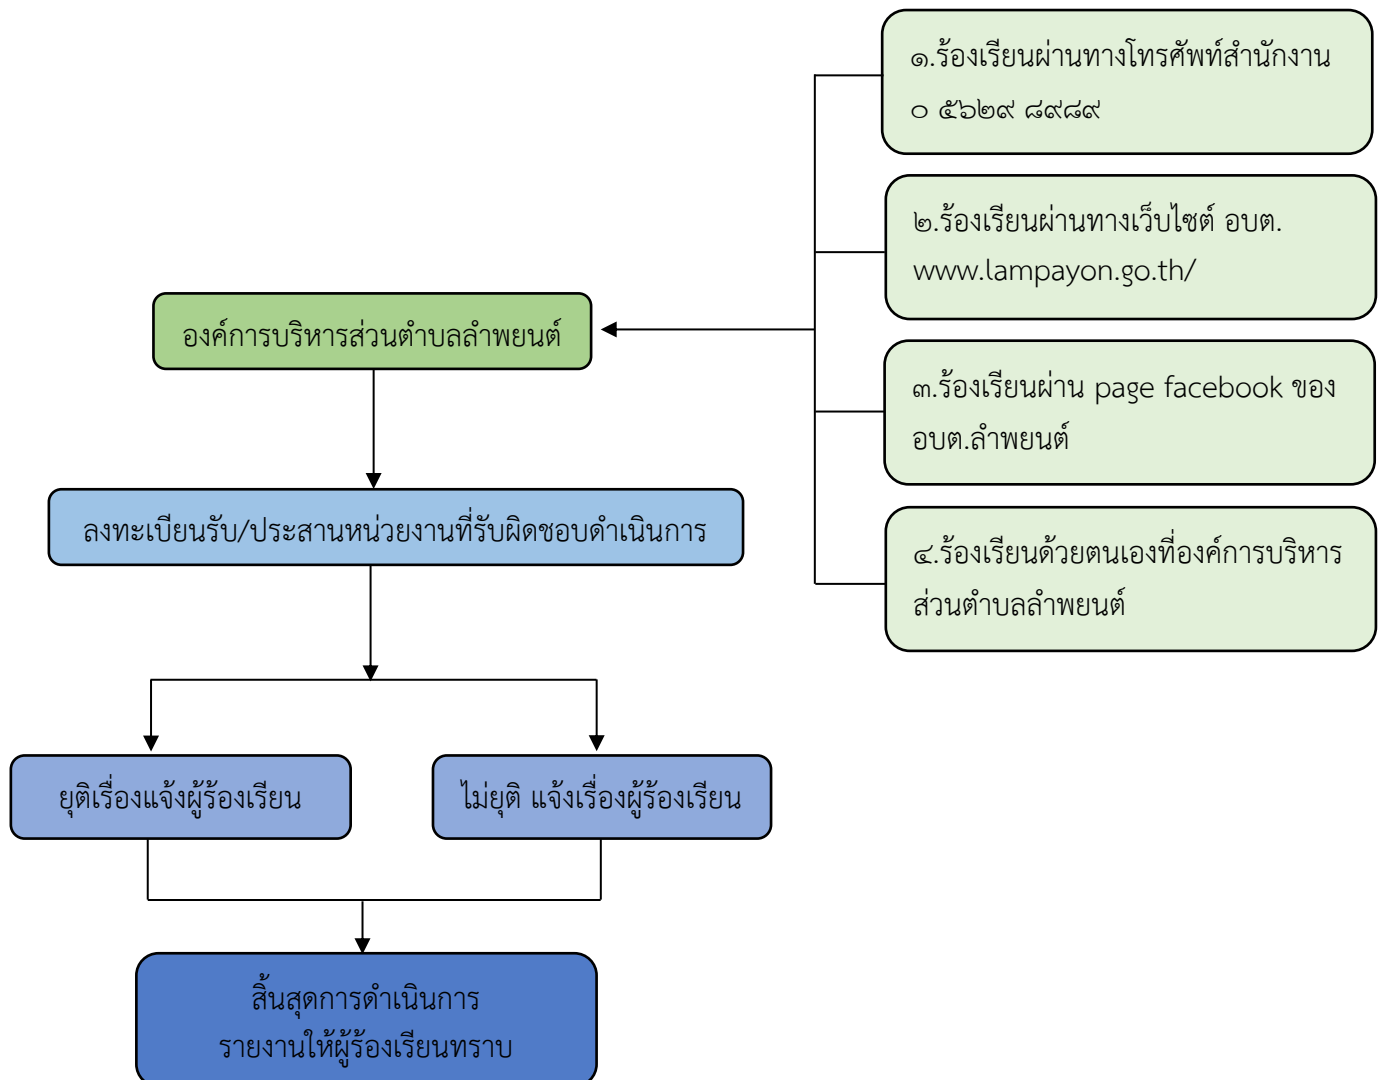 ๑.ร้องเรียนผ่านทางโทรศัพท์สำนักงาน
๐ ๕๖๒๙ ๘๙๘๙
๒.ร้องเรียนผ่านทางเว็บไซต์ อบต.
www.lampayon.go.th/
องค์การบริหารส่วนตำบลลำพยนต์
๓.ร้องเรียนผ่าน page facebook ของ
อบต.ลำพยนต์
ลงทะเบียนรับ/ประสานหน่วยงานที่รับผิดชอบดำเนินการ
๔.ร้องเรียนด้วยตนเองที่องค์การบริหาร
ส่วนตำบลลำพยนต์
ยุติเรื่องแจ้งผู้ร้องเรียน
ไม่ยุติ แจ้งเรื่องผู้ร้องเรียน
สิ้นสุดการดำเนินการ
รายงานให้ผู้ร้องเรียนทราบ